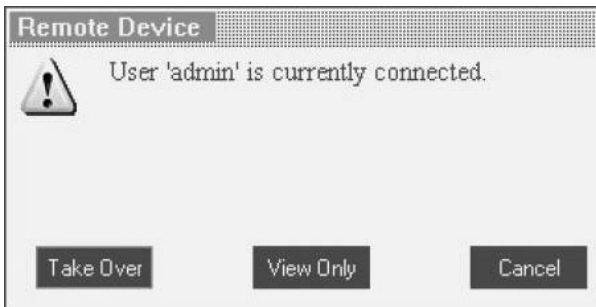 Remote Device
User 'admin' is currently connected.
Take Over
View Only
Cancel